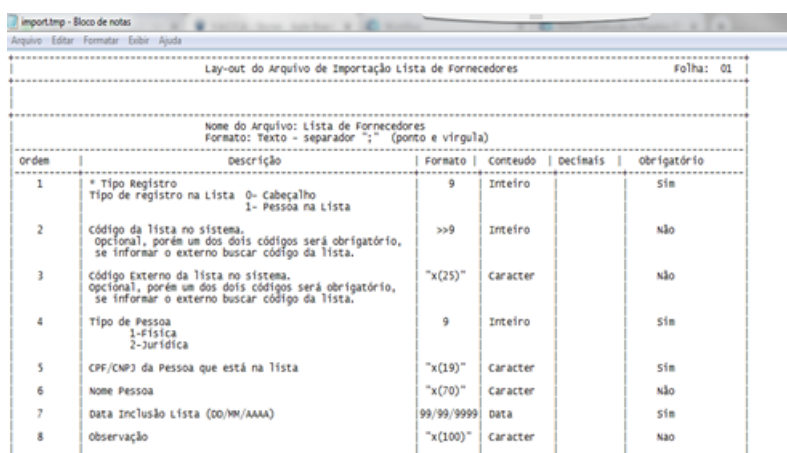 import.tmp - Bloco de notas
Arquivo Editar Formatar Exibir Ajuda
Lay-out do Arquivo de Importação Lista de Fornecedores Folha: 01
Nome do Arquivo: Lista de Fornecedores
Formato: Texto - separador ";" (ponto e virgula)
Ordem | Descrição | Formato | Conteudo | Decimais | Obrigatório
1 | * Tipo Registro | 9 | Inteiro | | Sim
Tipo de registro na Lista 0- Cabeçalho
1- Pessoa na Lista
2 | Código da lista no sistema. | >>9 | Inteiro | | Não
Opcional, porém um dos dois códigos será obrigatório,
se informar o externo buscar código da lista.
3 | Código Externo da lista no sistema. | "x(25)" | Caracter | | Não
Opcional, porém um dos dois códigos será obrigatório,
se informar o externo buscar código da lista.
4 | Tipo de Pessoa | 9 | Inteiro | | Sim
1-Física
2-Jurídica
5 | CPF/CNPJ da Pessoa que está na lista | "x(19)" | Caracter | | Sim
6 | Nome Pessoa | "x(70)" | Caracter | | Não
7 | Data Inclusão Lista (DD/MM/AAAA) | 99/99/9999 | Data | | Sim
8 | Observação | "x(100)" | Caracter | | Nao